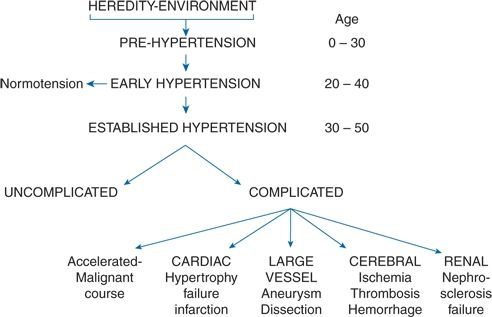 HEREDITY-ENVIRONMENT
Age
PRE-HYPERTENSION 0 – 30
Normotension EARLY HYPERTENSION 20 – 40
ESTABLISHED HYPERTENSION 30 – 50
UNCOMPLICATED COMPLICATED
Accelerated-
Malignant
course
CARDIAC
Hypertrophy
failure
infarction
LARGE
VESSEL
Aneurysm
Dissection
CEREBRAL
Ischemia
Thrombosis
Hemorrhage
RENAL
Nephro-
sclerosis
failure